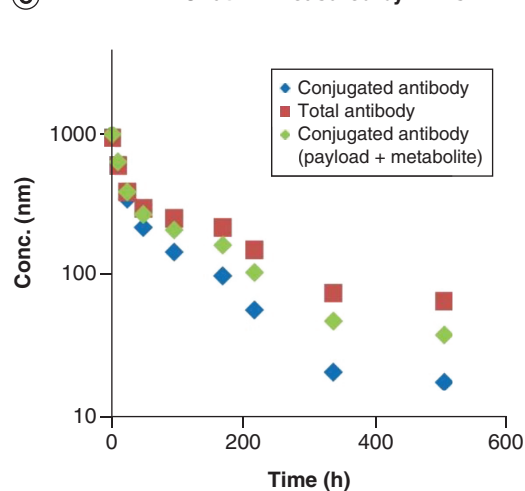 Conjugated antibody
Total antibody
Conjugated antibody
(payload + metabolite)
1000
100
10
Conc. (nm)
0
200
400
600
Time (h)